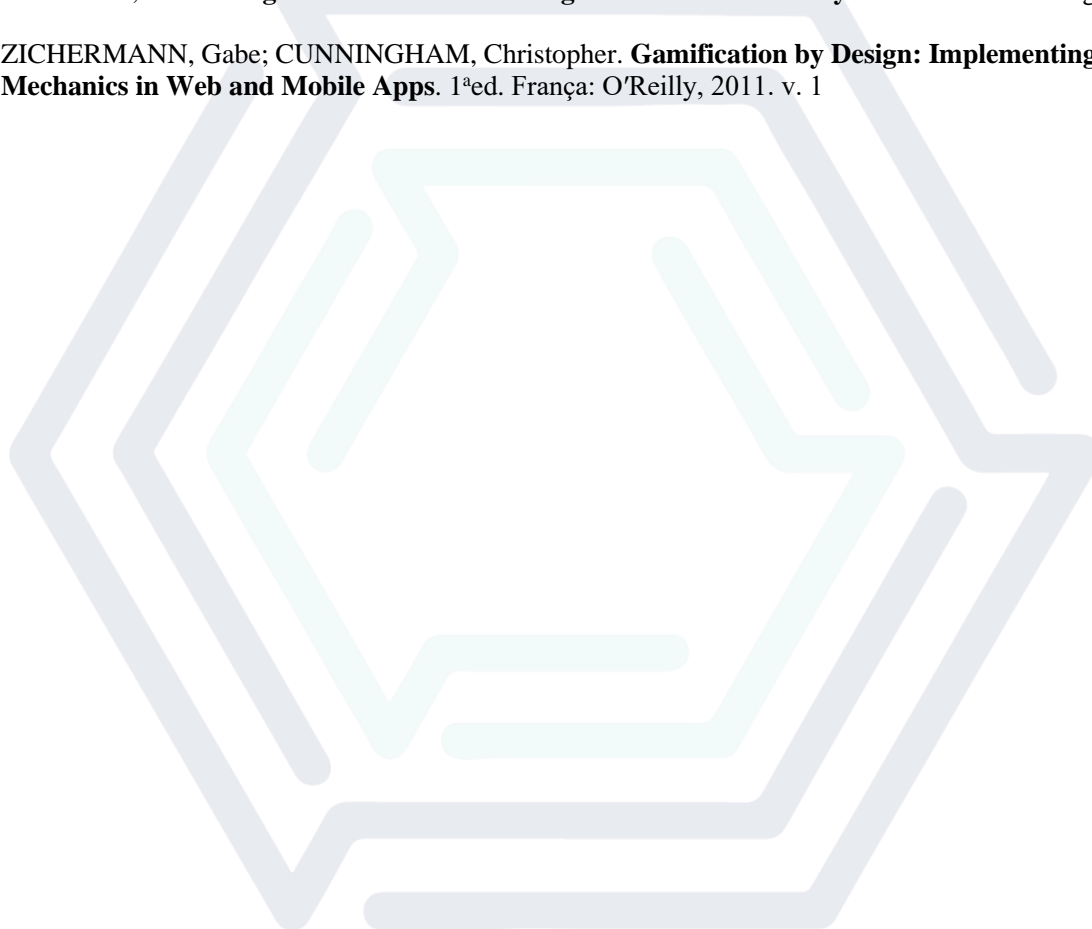 ZICHERMANN, Gabe; CUNNINGHAM, Christopher. Gamification by Design: Implementing
Mechanics in Web and Mobile Apps. 1ªed. França: O′Reilly, 2011. v. 1